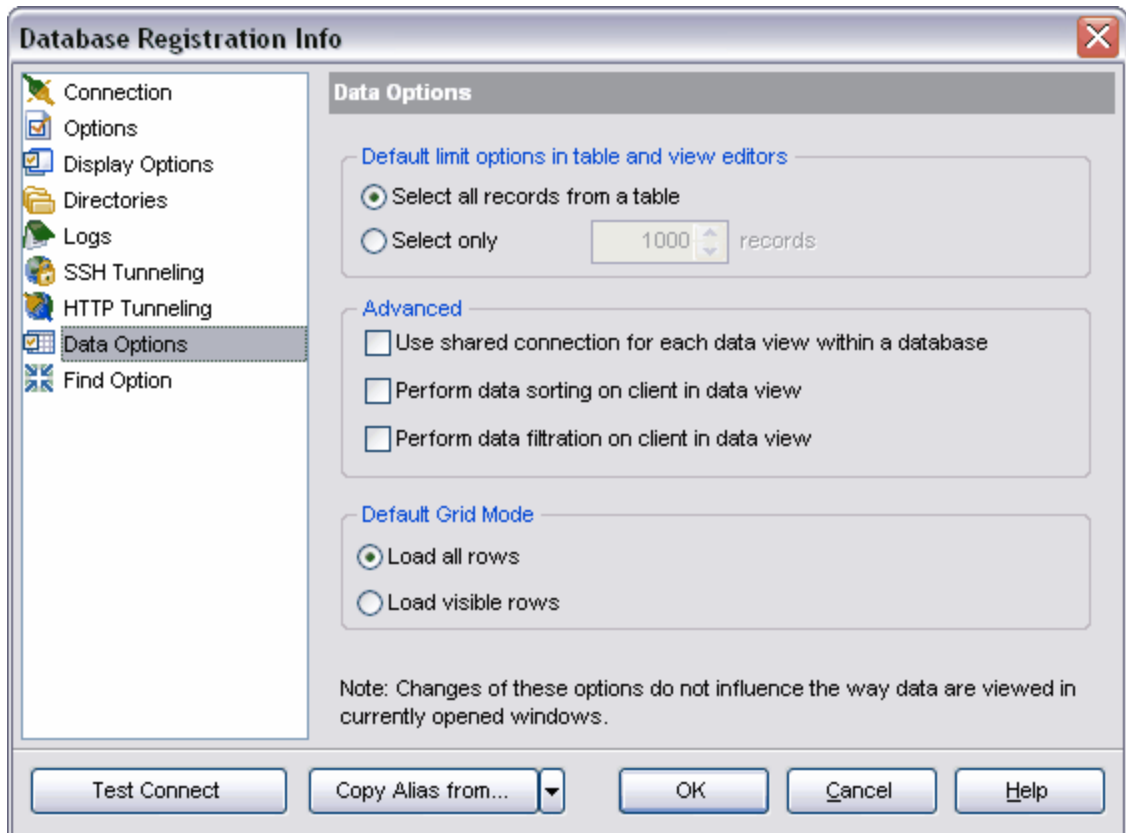 Database Registration Info
Connection
Options
Display Options
Directories
Logs
SSH Tunneling
HTTP Tunneling
Data Options
Find Option
Data Options
Default limit options in table and view editors
Select all records from a table
Select only 1000 records
Advanced
Use shared connection for each data view within a database
Perform data sorting on client in data view
Perform data filtration on client in data view
Default Grid Mode
Load all rows
Load visible rows
Note: Changes of these options do not influence the way data are viewed in
currently opened windows.
Test Connect Copy Alias from... OK Cancel Help